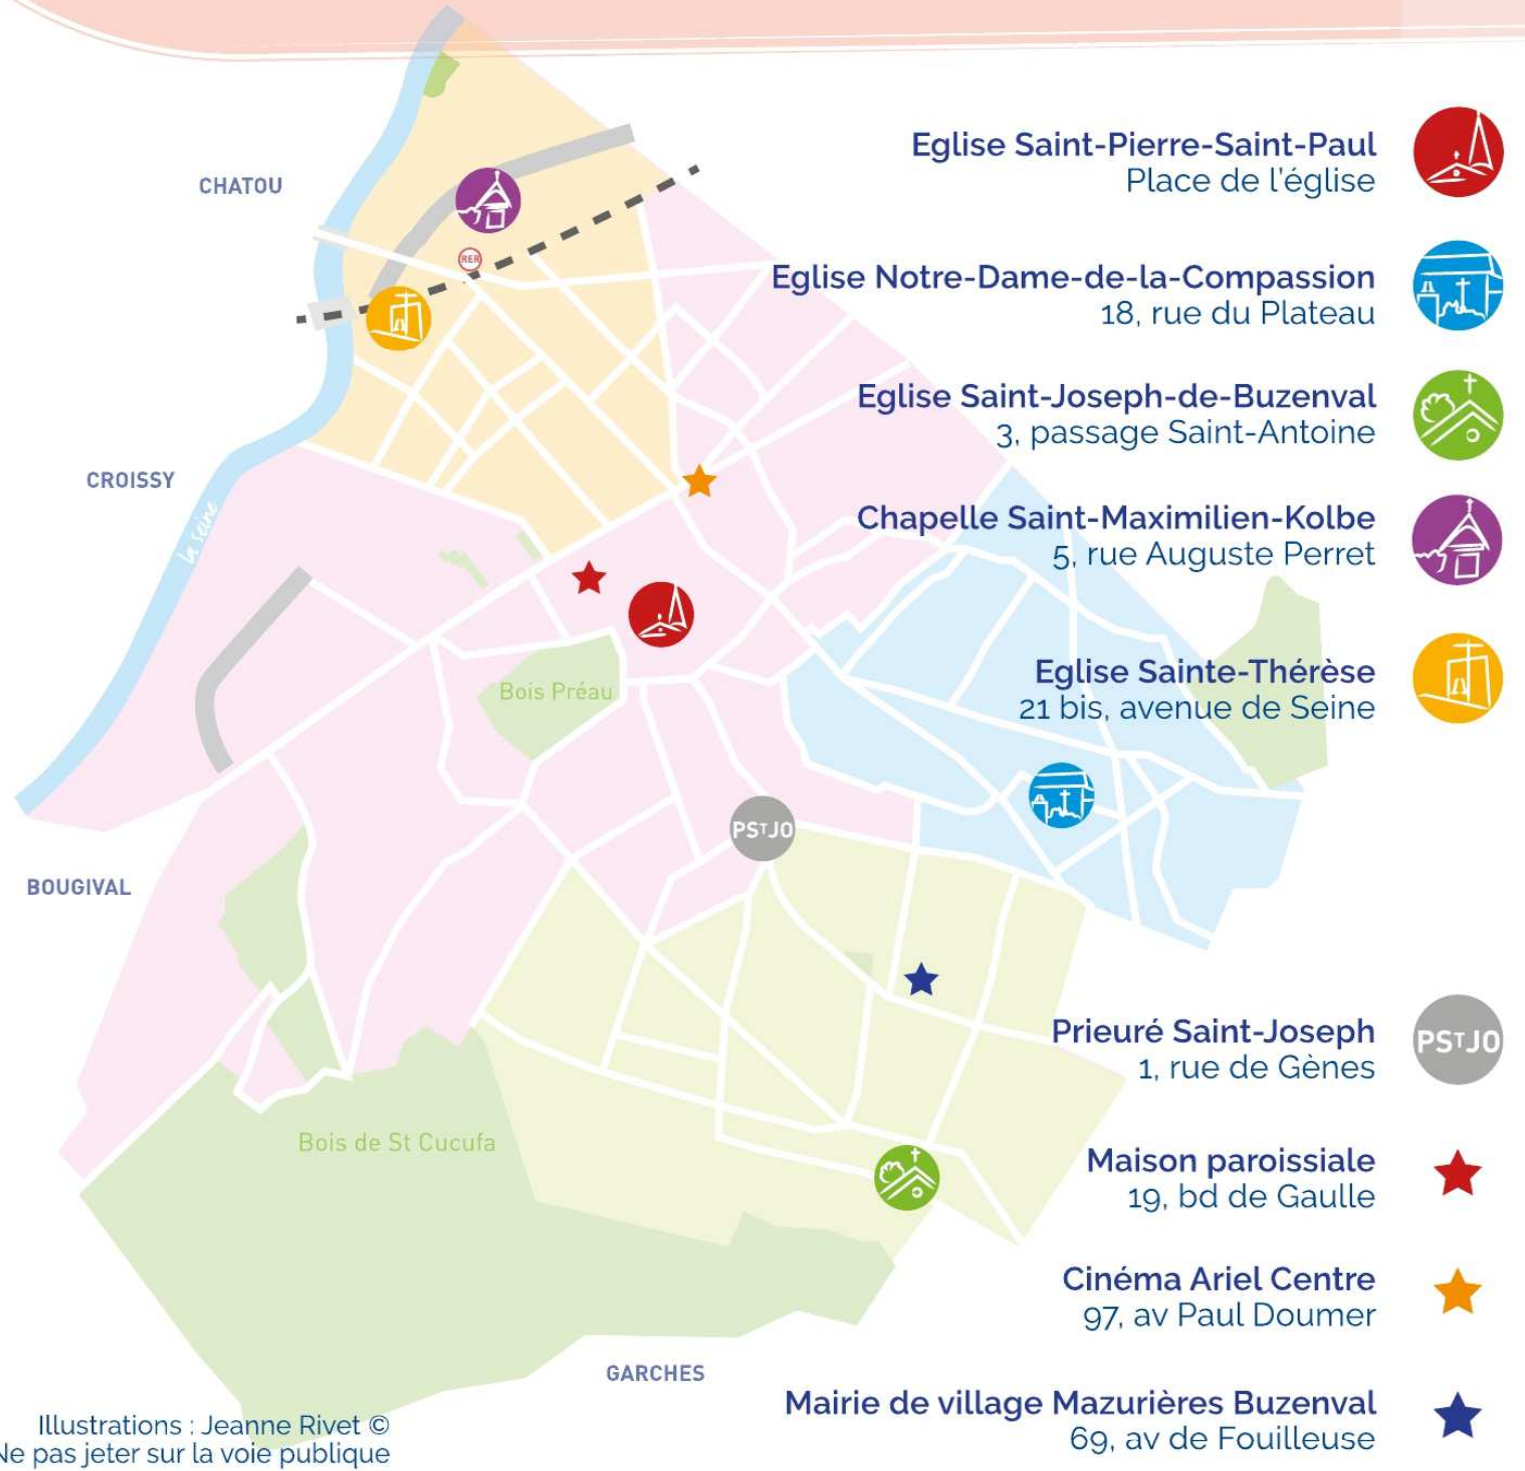 CHATOU
RER
CROISSY
la seine
Bois Préau
PSTJO
BOUGIVAL
Bois de St Cucufa
GARCHES
Eglise Saint-Pierre-Saint-Paul
Place de l'église
Eglise Notre-Dame-de-la-Compassion
18, rue du Plateau
Eglise Saint-Joseph-de-Buzenval
3, passage Saint-Antoine
Chapelle Saint-Maximilien-Kolbe
5, rue Auguste Perret
Eglise Sainte-Thérèse
21 bis, avenue de Seine
Prieuré Saint-Joseph
1, rue de Gènes
PSTJO
Maison paroissiale
19, bd de Gaulle
Cinéma Ariel Centre
97, av Paul Doumer
Mairie de village Mazurières Buzenval
69, av de Fouilleuse
Illustrations : Jeanne Rivet ©
Ne pas jeter sur la voie publique